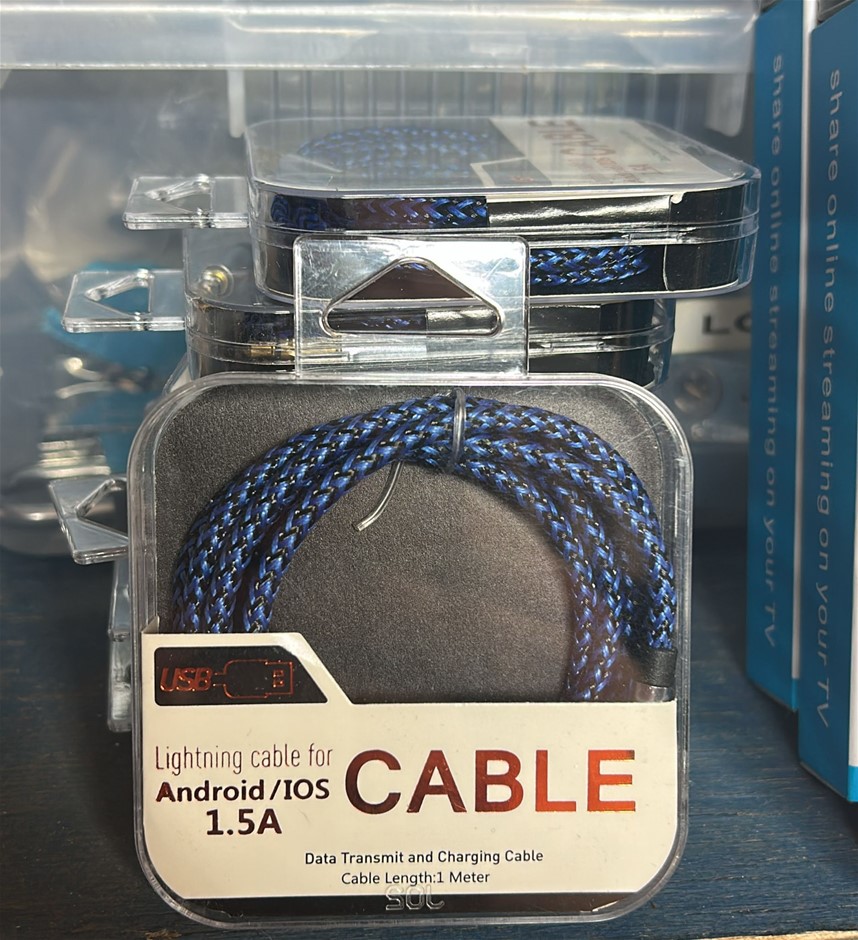 share online streaming on your TV
share online streaming on your TV
USB
Lightning cable for
Android/IOS
1.5A
CABLE
Data Transmit and Charging Cable
Cable Length:1 Meter